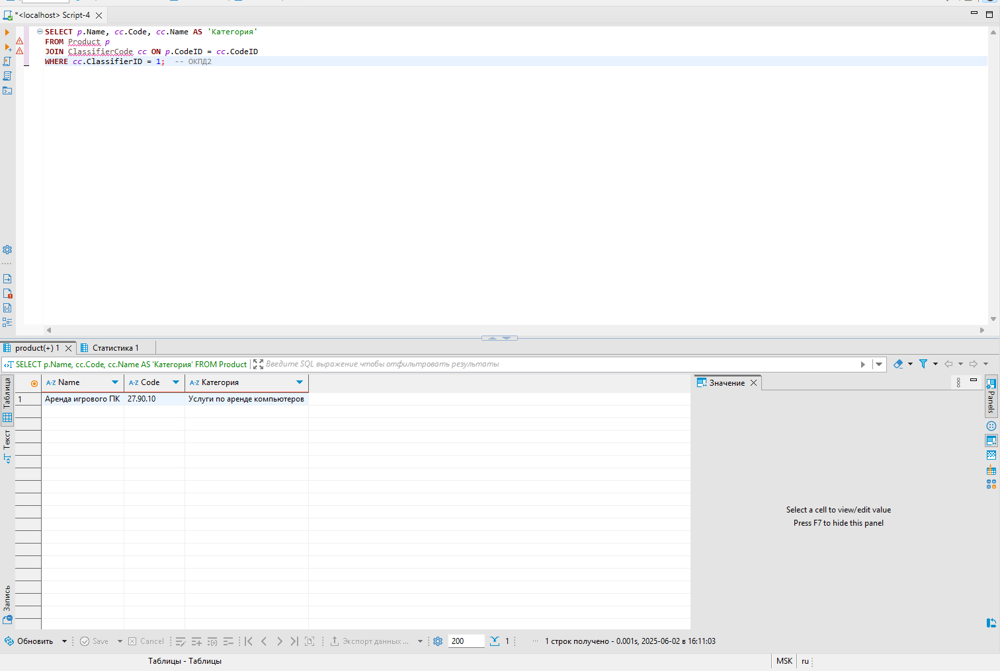 *<localhost> Script-4
SELECT p.Name, cc.Code, cc.Name AS 'Категория'
FROM Product p
JOIN ClassifierCode cc ON p.CodeID = cc.CodeID
WHERE cc.ClassifierID = 1;  -- ОКПД2
product(+) 1
Статистика 1
SELECT p.Name, cc.Code, cc.Name AS 'Категория' FROM Product
Введите SQL выражение чтобы отфильтровать результаты
Таблица
Текст
Запись
A-Z Name
A-Z Code
A-Z Категория
1 Аренда игрового ПК 27.90.10 Услуги по аренде компьютеров
Значение
Panels
Select a cell to view/edit value
Press F7 to hide this panel
Обновить
Save
Cancel
Экспорт данных ...
200
1
... 1 строк получено - 0.001s, 2025-06-02 в 16:11:03
Таблицы - Таблицы
MSK
ru